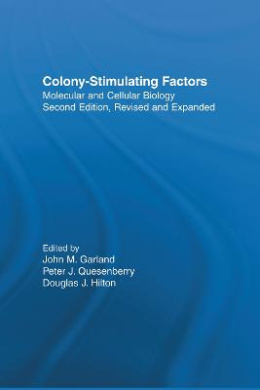 Colony-Stimulating Factors
Molecular and Cellular Biology
Second Edition, Revised and Expanded
Edited by
John M. Garland
Peter J. Quesenberry
Douglas J. Hilton